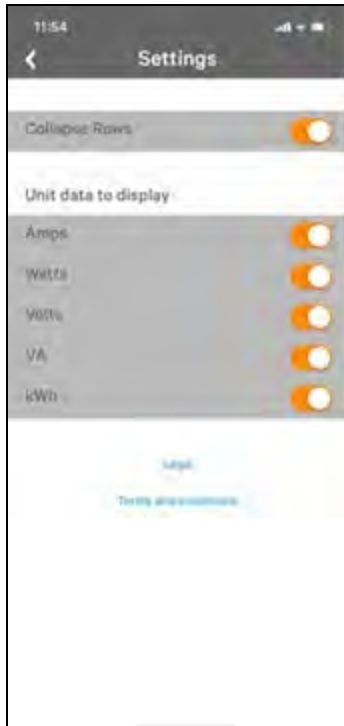 11:54
Settings
Collapse Rows
Unit data to display
Amps
Watts
Volts
VA
kWh
Legal
Terms and conditions